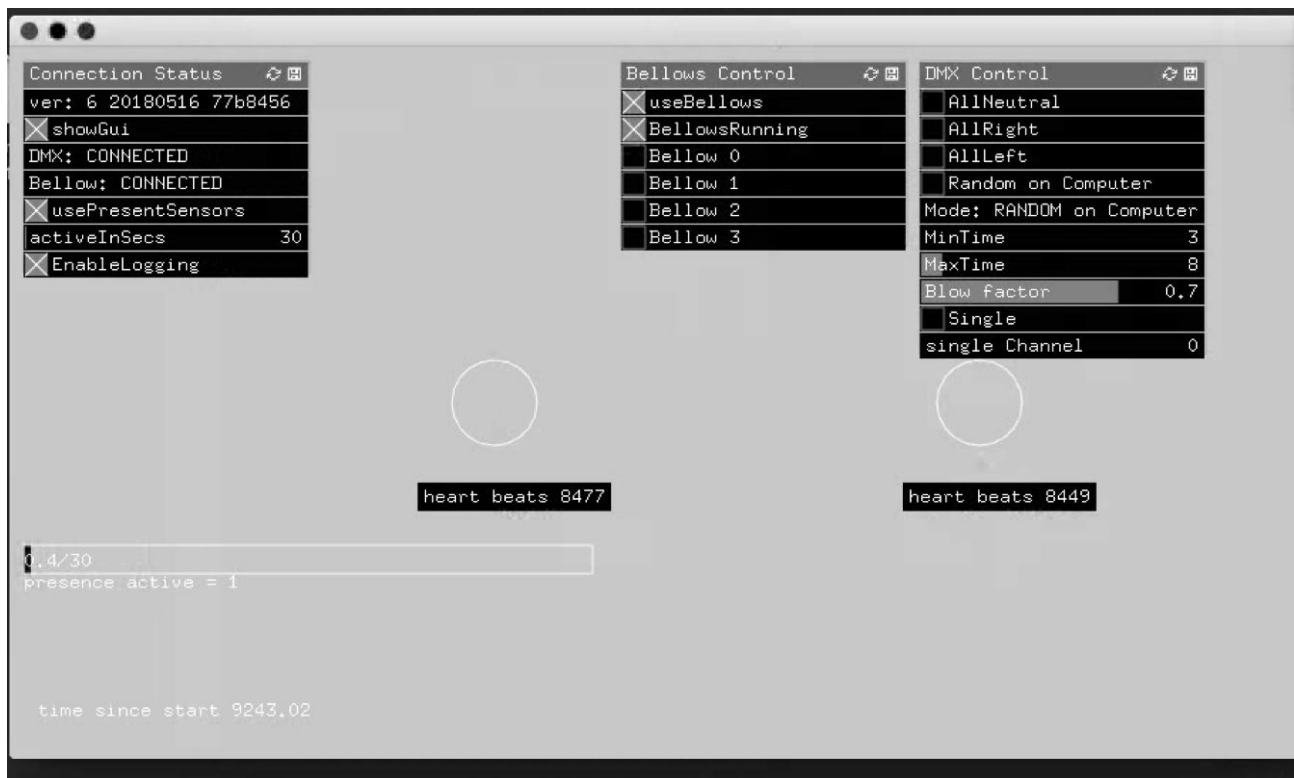 Connection Status
ver: 6 20180516 77b8456
showGui
DMX: CONNECTED
Bellow: CONNECTED
usePresentSensors
activeInSecs 30
EnableLogging
Bellows Control
useBellows
BellowsRunning
Bellow 0
Bellow 1
Bellow 2
Bellow 3
DMX Control
AllNeutral
AllRight
AllLeft
Random on Computer
Mode: RANDOM on Computer
MinTime 3
MaxTime 8
Blow factor 0.7
Single
single Channel 0
heart beats 8477
heart beats 8449
0.4/30
presence active = 1
time since start 9243.02